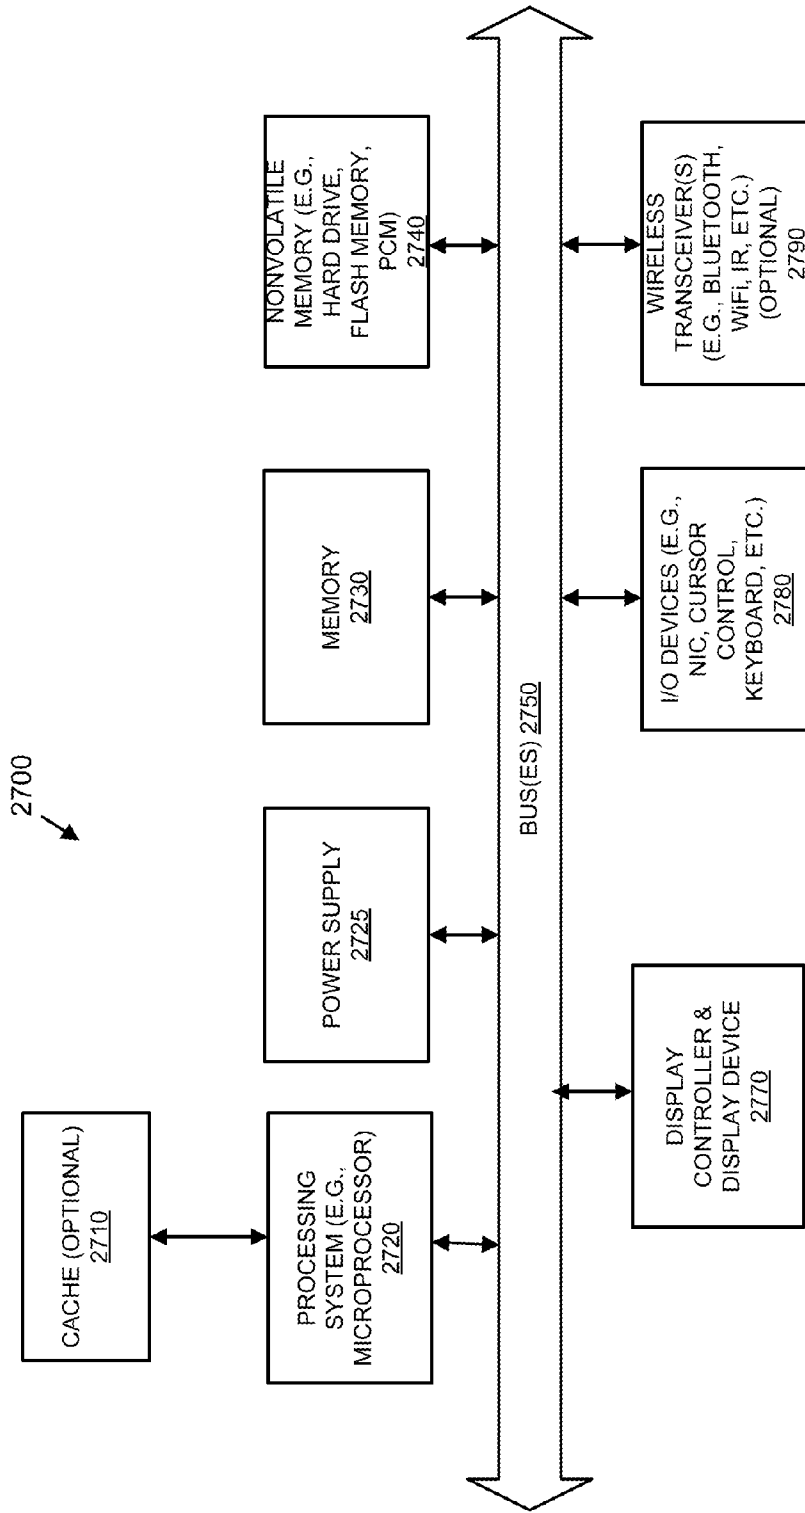 2700
CACHE (OPTIONAL)
2710
PROCESSING
SYSTEM (E.G.,
MICROPROCESSOR)
2720
POWER SUPPLY
2725
MEMORY
2730
NONVOLATILE
MEMORY (E.G.,
HARD DRIVE,
FLASH MEMORY,
PCM)
2740
BUS(ES) 2750
DISPLAY
CONTROLLER &
DISPLAY DEVICE
2770
I/O DEVICES (E.G.,
NIC, CURSOR
CONTROL,
KEYBOARD, ETC.)
2780
WIRELESS
TRANSCEIVER(S)
(E.G., BLUETOOTH,
WiFi, IR, ETC.)
(OPTIONAL)
2790